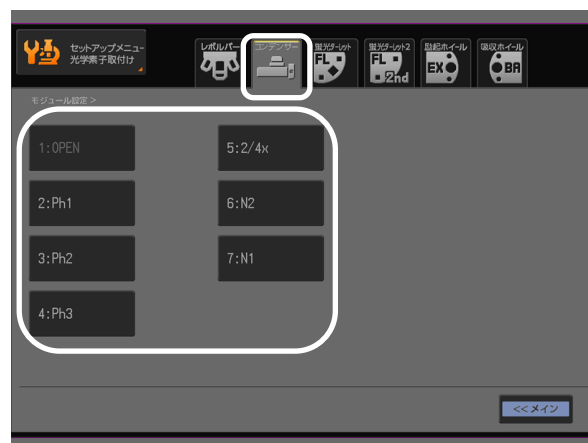 セットアップメニュー
光学素子取付け
レボルバー
コンデンサー
蛍光ターレット
FL
蛍光ターレット2
FL
2nd
励起ホイール
EX
吸収ホイール
BA
モジュール設定 >
1:OPEN
2:Ph1
3:Ph2
4:Ph3
5:2/4x
6:N2
7:N1
<<メイン